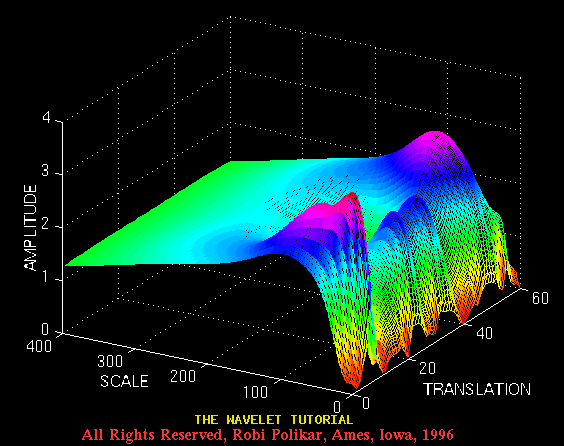 4
3
2
1
0
AMPLITUDE
400
300
200
100
0
SCALE
0
20
40
60
TRANSLATION
THE WAVELET TUTORIAL
All Rights Reserved, Robi Polikar, Ames, Iowa, 1996